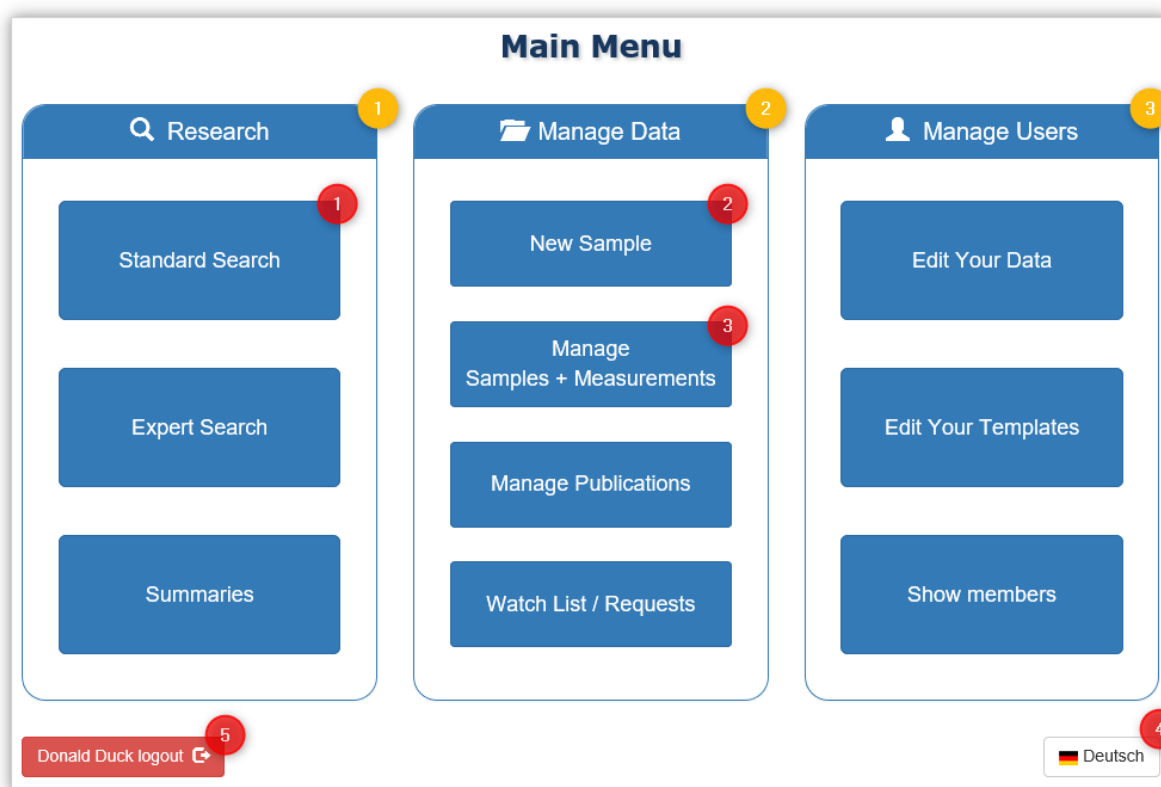 Main Menu
1
Research
1
Standard Search
Expert Search
Summaries
2
Manage Data
2
New Sample
3
Manage
Samples + Measurements
Manage Publications
Watch List / Requests
3
Manage Users
Edit Your Data
Edit Your Templates
Show members
5
Donald Duck logout
4
Deutsch